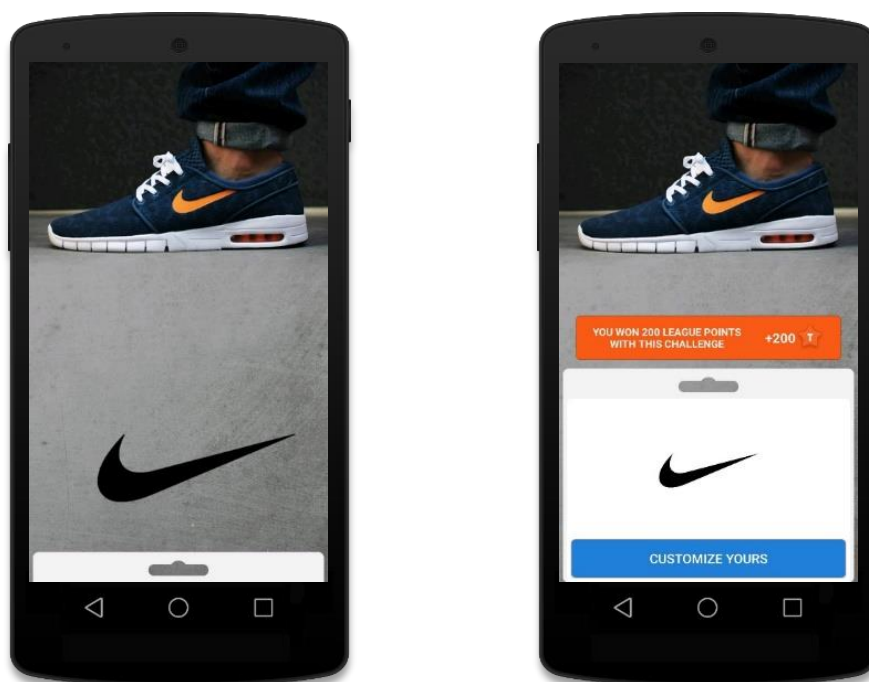 YOU WON 200 LEAGUE POINTS
WITH THIS CHALLENGE
+200 T
CUSTOMIZE YOURS